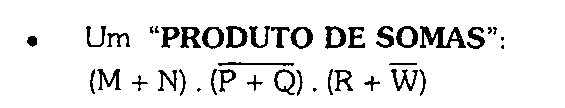 • Um “PRODUTO DE SOMAS”:
(M + N) . (P̅ ̅+̅ ̅Q̅) . (R + W̅)